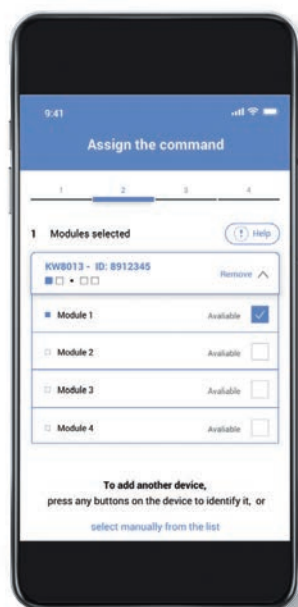 9:41
Assign the command
1 2 3 4
1 Modules selected
Help
KW8013 - ID: 8912345
Remove
Module 1 Available
Module 2 Available
Module 3 Available
Module 4 Available
To add another device,
press any buttons on the device to identify it, or
select manually from the list